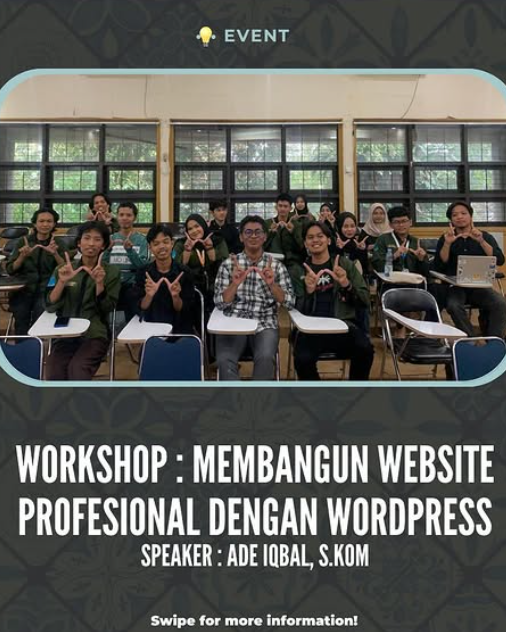 EVENT
WORKSHOP : MEMBANGUN WEBSITE
PROFESIONAL DENGAN WORDPRESS
SPEAKER : ADE IQBAL, S.KOM
Swipe for more information!